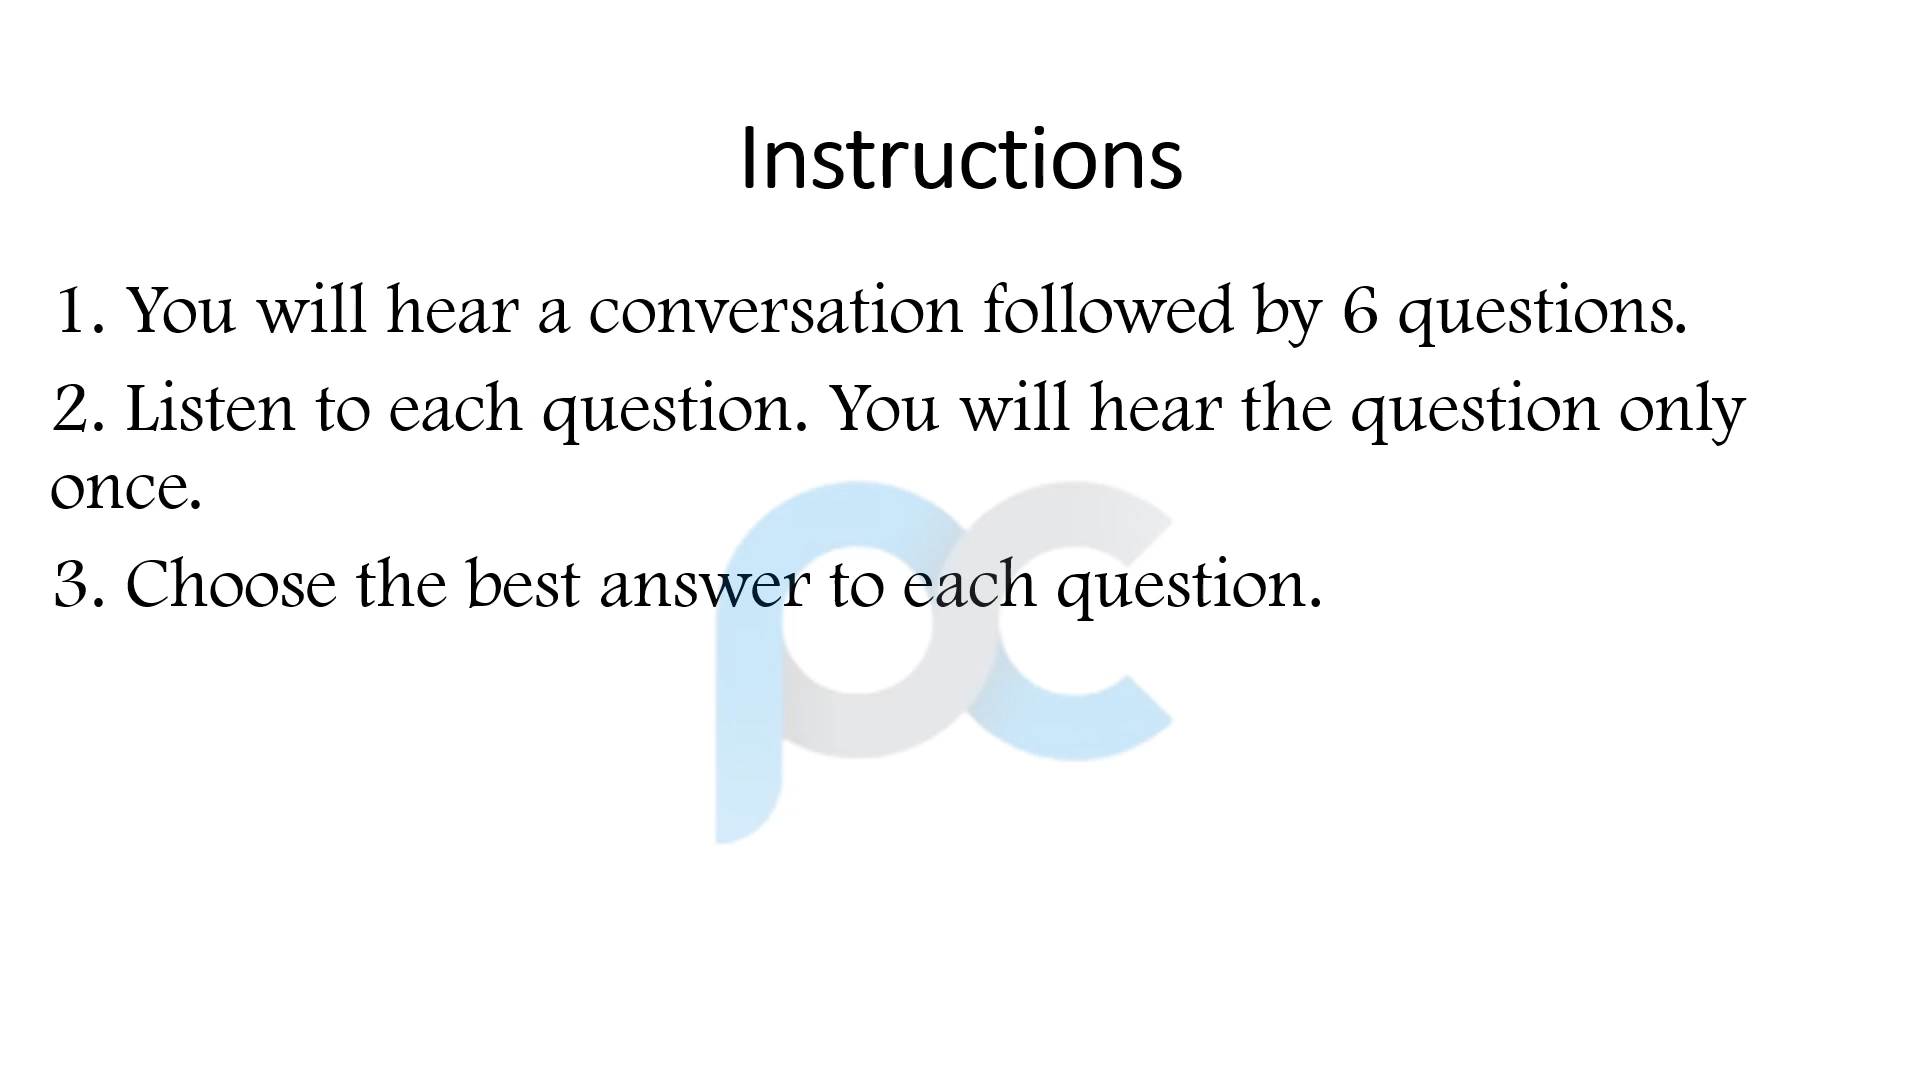 Instructions
1. You will hear a conversation followed by 6 questions.
2. Listen to each question. You will hear the question only
once.
3. Choose the best answer to each question.
pc